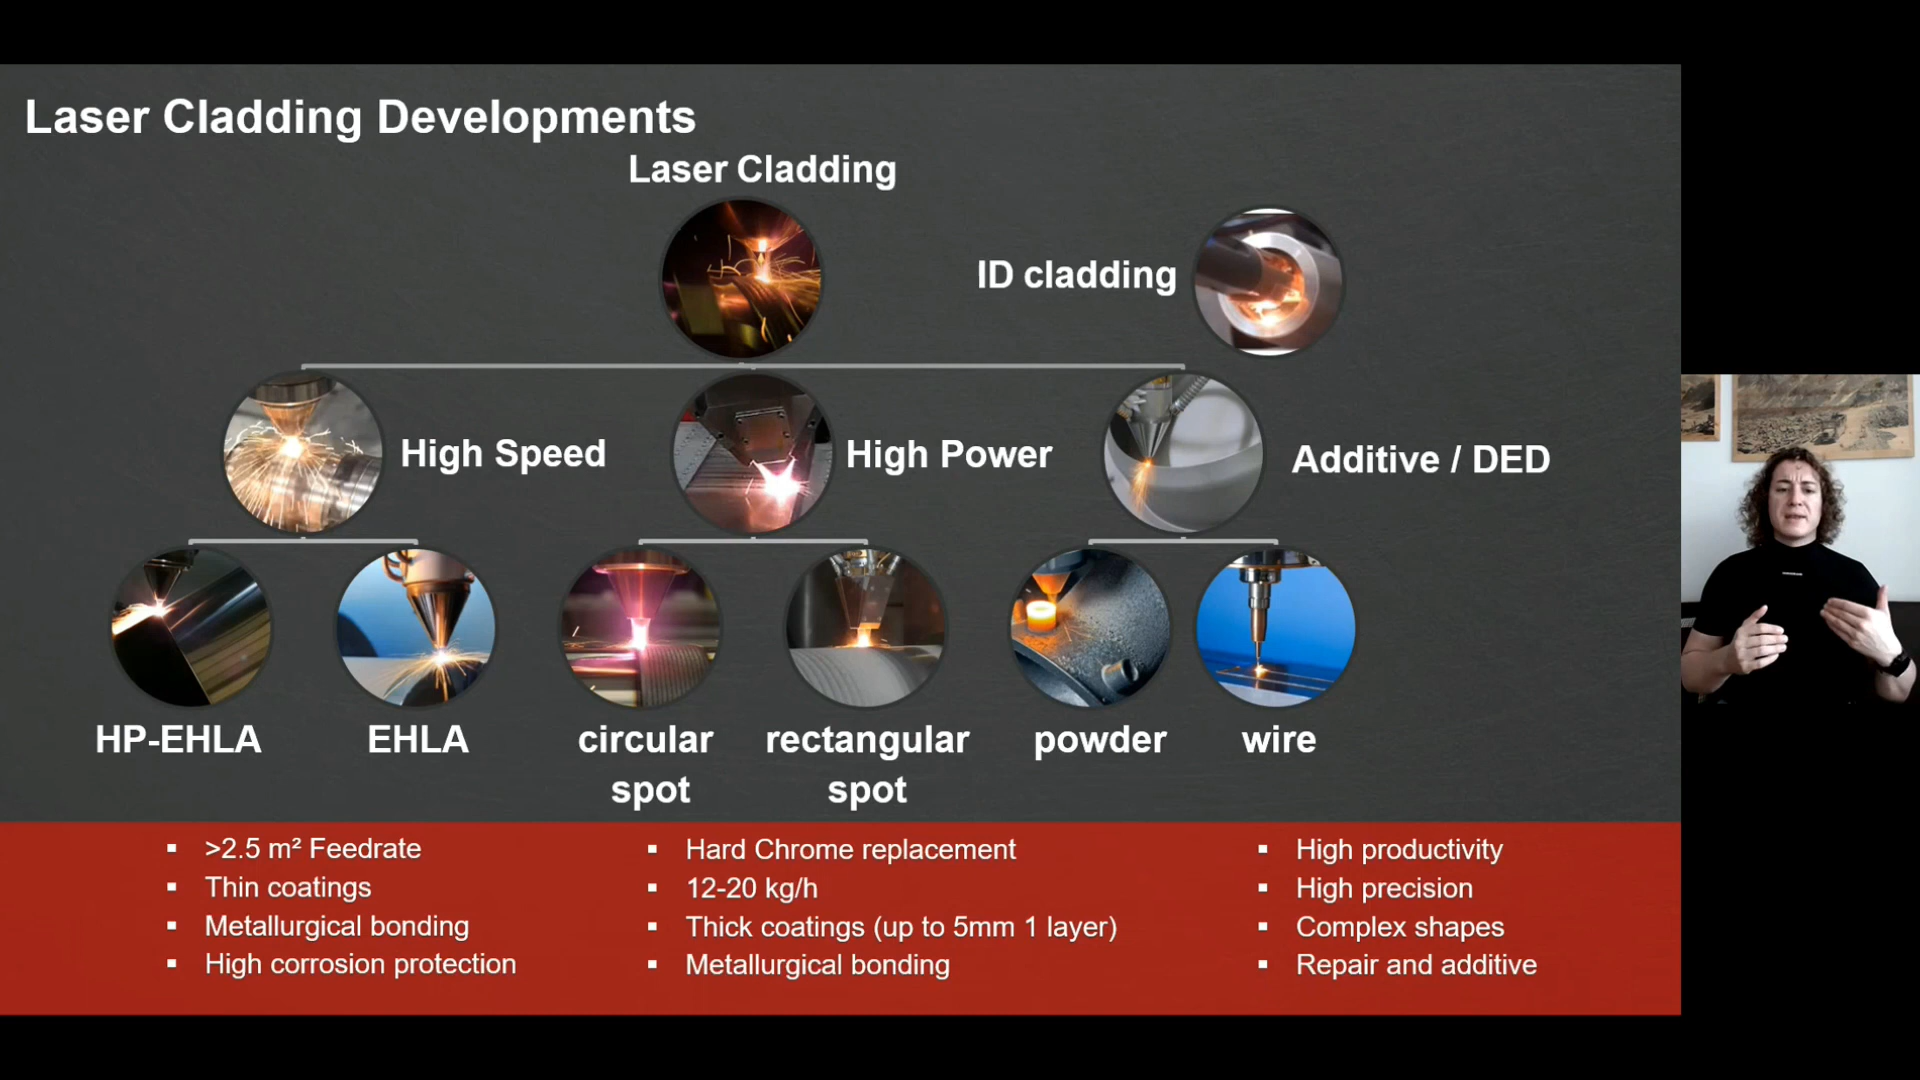 Laser Cladding Developments
Laser Cladding
ID cladding
High Speed
High Power
Additive / DED
HP-EHLA
EHLA
circular
spot
rectangular
spot
powder
wire
▪ >2.5 m² Feedrate
▪ Thin coatings
▪ Metallurgical bonding
▪ High corrosion protection
▪ Hard Chrome replacement
▪ 12-20 kg/h
▪ Thick coatings (up to 5mm 1 layer)
▪ Metallurgical bonding
▪ High productivity
▪ High precision
▪ Complex shapes
▪ Repair and additive